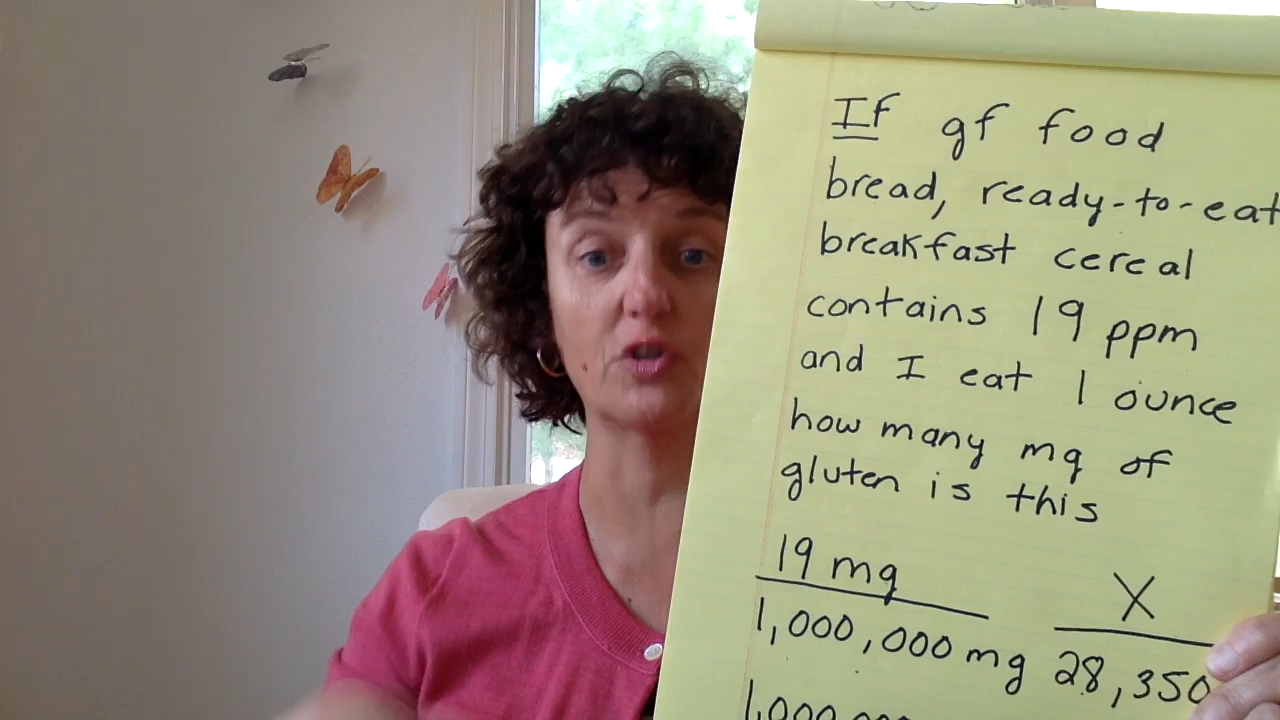 If gf food
bread, ready-to-eat
breakfast cereal
contains 19 ppm
and I eat 1 ounce
how many mg of
gluten is this
19 mg X
1,000,000 mg 28,350